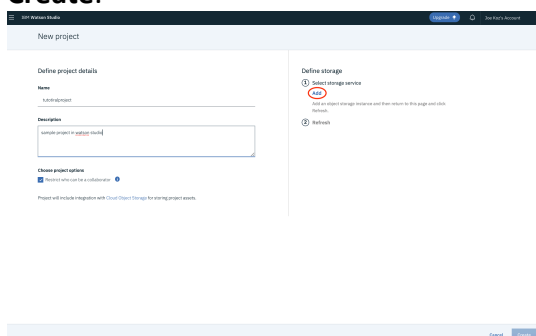 Create.
IBM Watson Studio
Upgrade
Joe Kee's Account
New project
Define project details
Name
tutorialproject
Description
sample project in watson studio
Choose project options
Restrict who can be a collaborator
Project will include integration with Cloud Object Storage for storing project assets.
Define storage
1 Select storage service
Add
Add an object storage instance and then return to this page and click
Refresh.
2 Refresh
Cancel
Create